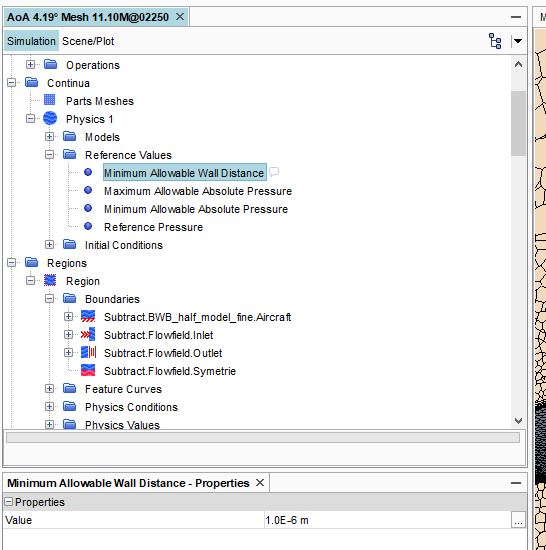 AoA 4.19° Mesh 11.10M@02250
Simulation Scene/Plot
Operations
Continua
Parts Meshes
Physics 1
Models
Reference Values
Minimum Allowable Wall Distance
Maximum Allowable Absolute Pressure
Minimum Allowable Absolute Pressure
Reference Pressure
Initial Conditions
Regions
Region
Boundaries
Subtract.BWB_half_model_fine.Aircraft
Subtract.Flowfield.Inlet
Subtract.Flowfield.Outlet
Subtract.Flowfield.Symetrie
Feature Curves
Physics Conditions
Physics Values
Minimum Allowable Wall Distance - Properties
Properties
Value 1.0E-6 m ...